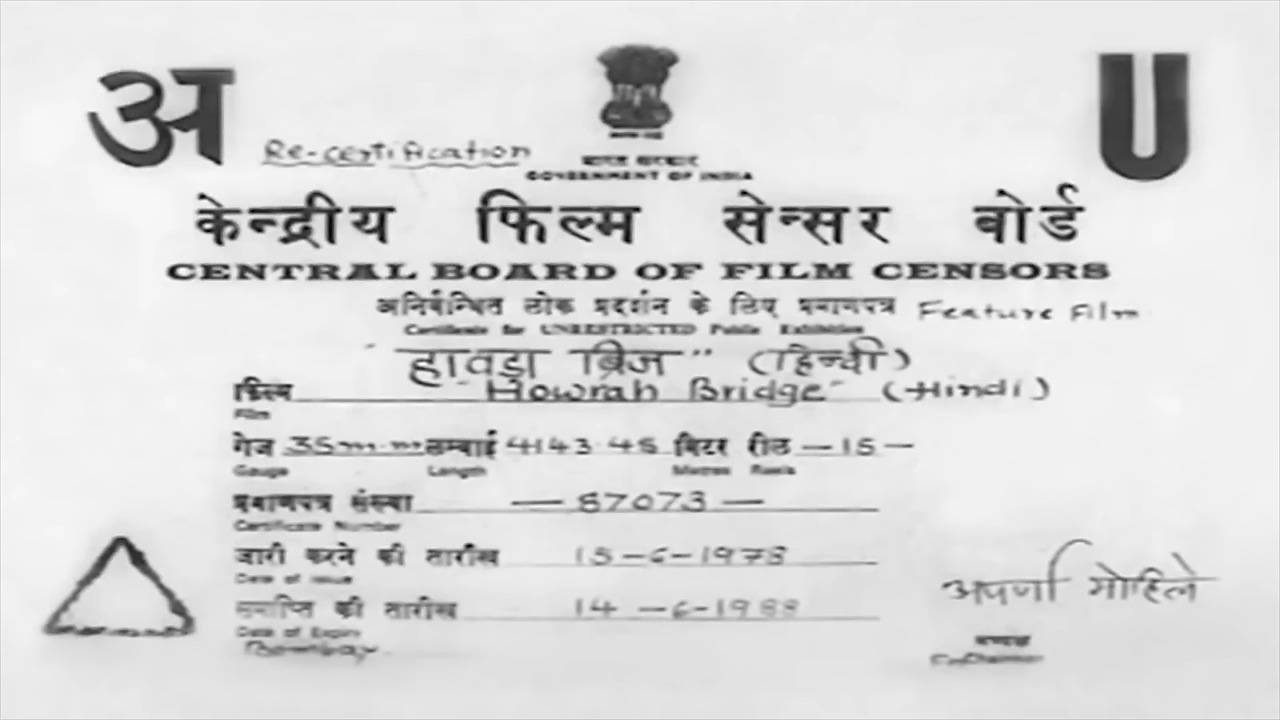 अ U
Re-certification
भारत सरकार
GOVERNMENT OF INDIA
केन्द्रीय फिल्म सेन्सर बोर्ड
CENTRAL BOARD OF FILM CENSORS
अनिर्बन्धित लोक प्रदर्शन के लिए प्रमाणपत्र Feature Film
Certificate for UNRESTRICTED Public Exhibition
"हावड़ा ब्रिज" (हिन्दी)
फिल्म "Howrah Bridge" (Hindi)
Film
गेज 35 m.m. लम्बाई 4143.45 मिटर रील —15—
Gauge Length Metres Reels
प्रमाणपत्र संख्या —87073—
Certificate Number
जारी करने की तारीख 15-6-1978
Date of Issue
समाप्ति की तारीख 14-6-1988
Date of Expiry
Bombay
अपर्णा मोहिले
अध्यक्ष